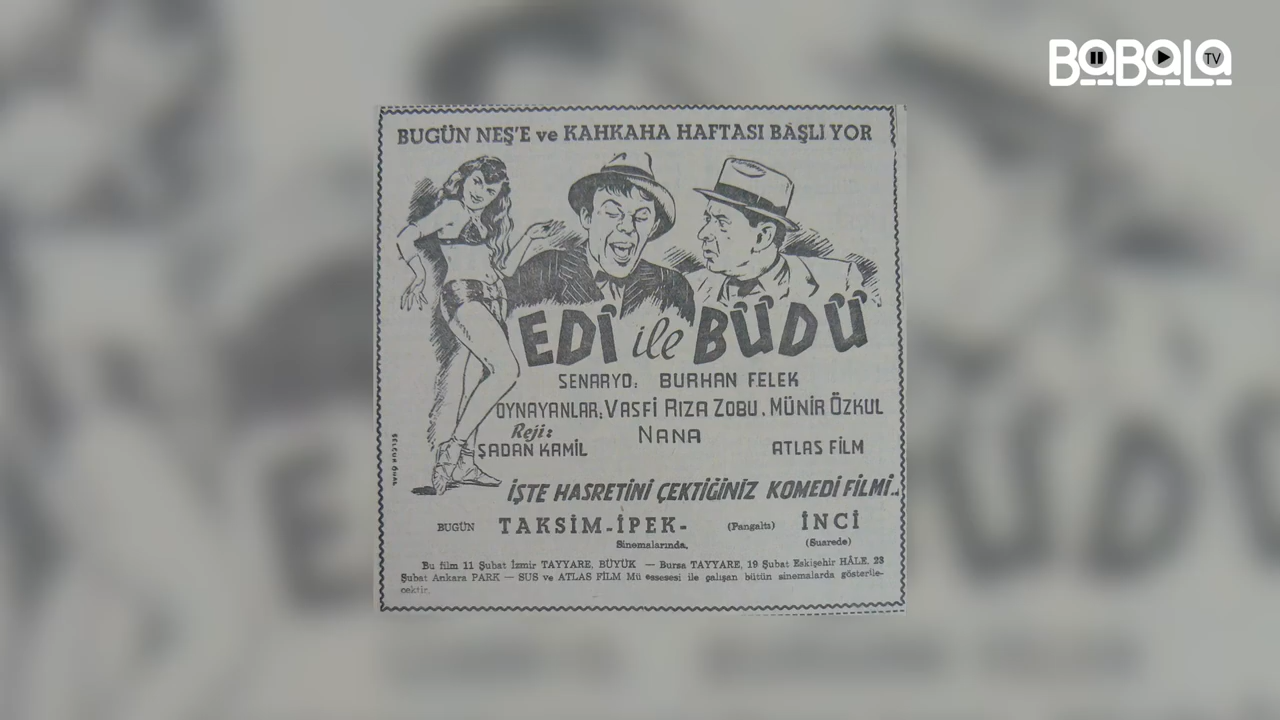 BaBaLa TV
BUGÜN NEŞ'E ve KAHKAHA HAFTASI BAŞLIYOR
EDİ ile BÜDÜ
SENARYO: BURHAN FELEK
OYNAYANLAR: VASFİ RIZA ZOBU. MÜNİR ÖZKUL
Reji: NANA
ŞADAN KAMİL ATLAS FİLM
İŞTE HASRETİNİ ÇEKTİĞİNİZ KOMEDİ FİLMİ..
BUGÜN TAKSİM-İPEK- (Pangaltı) İNCİ
Sinemalarında, (Suarede)
Bu film 11 Şubat İzmir TAYYARE, BÜYÜK — Bursa TAYYARE, 19 Şubat Eskişehir HÂLE, 23
Şubat Ankara PARK — SUS ve ATLAS FİLM Müessesesi ile çalışan bütün sinemalarda gösterile-
cektir.